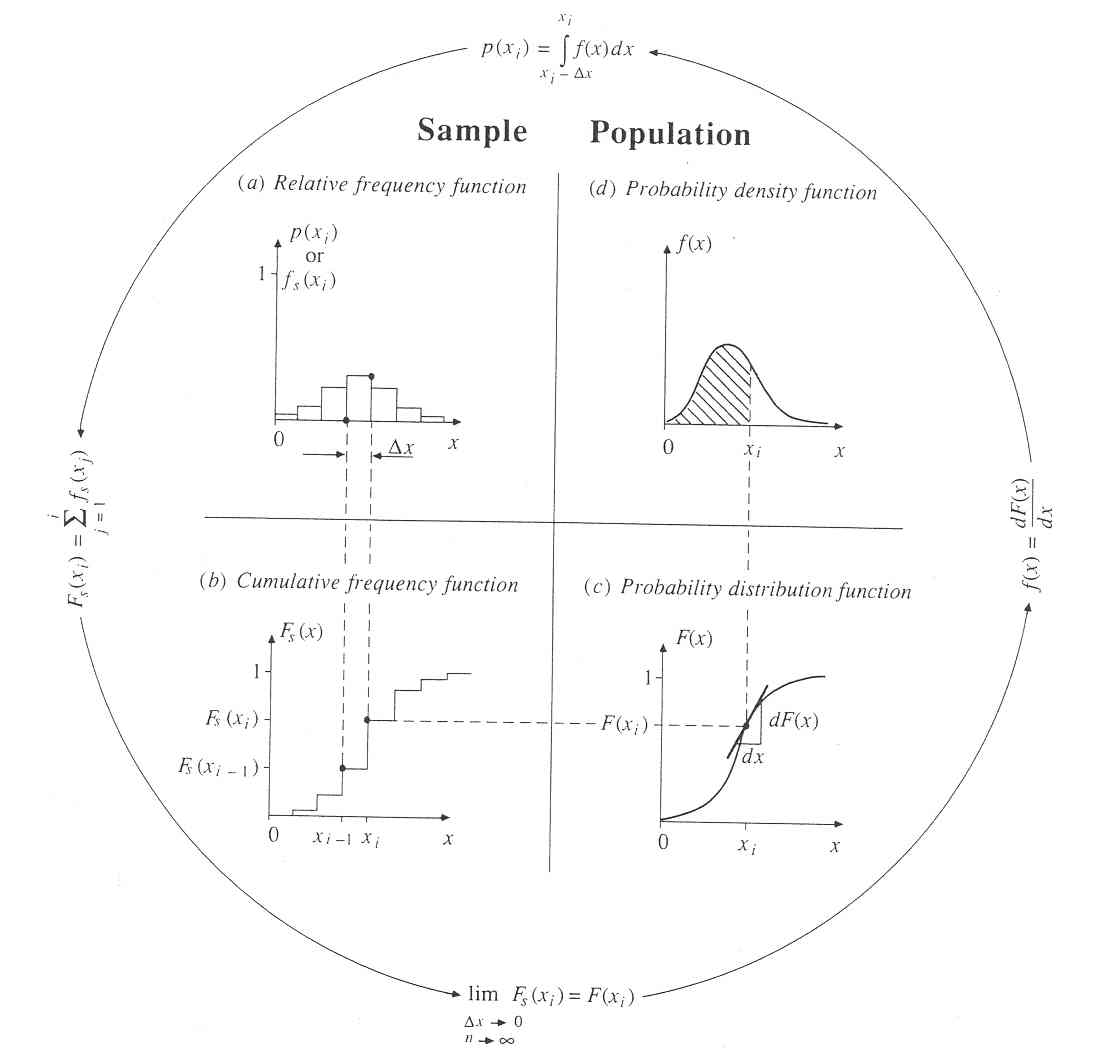 p(x_i) = ∫_{x_i − Δx}^{x_i} f(x)dx
Sample Population
(a) Relative frequency function
(d) Probability density function
p(x_i)
or
f_s(x_i)
1
0
x
Δx
f(x)
0
x_i
x
F_s(x_i) = Σ_{j = 1}^{i} f_s(x_j)
f(x) = dF(x)/dx
(b) Cumulative frequency function
(c) Probability distribution function
F_s(x)
1
F_s(x_i)
F_s(x_{i − 1})
0
x_{i −1}
x_i
x
F(x)
1
F(x_i)
dF(x)
dx
0
x_i
x
lim F_s(x_i) = F(x_i)
Δx → 0
n → ∞